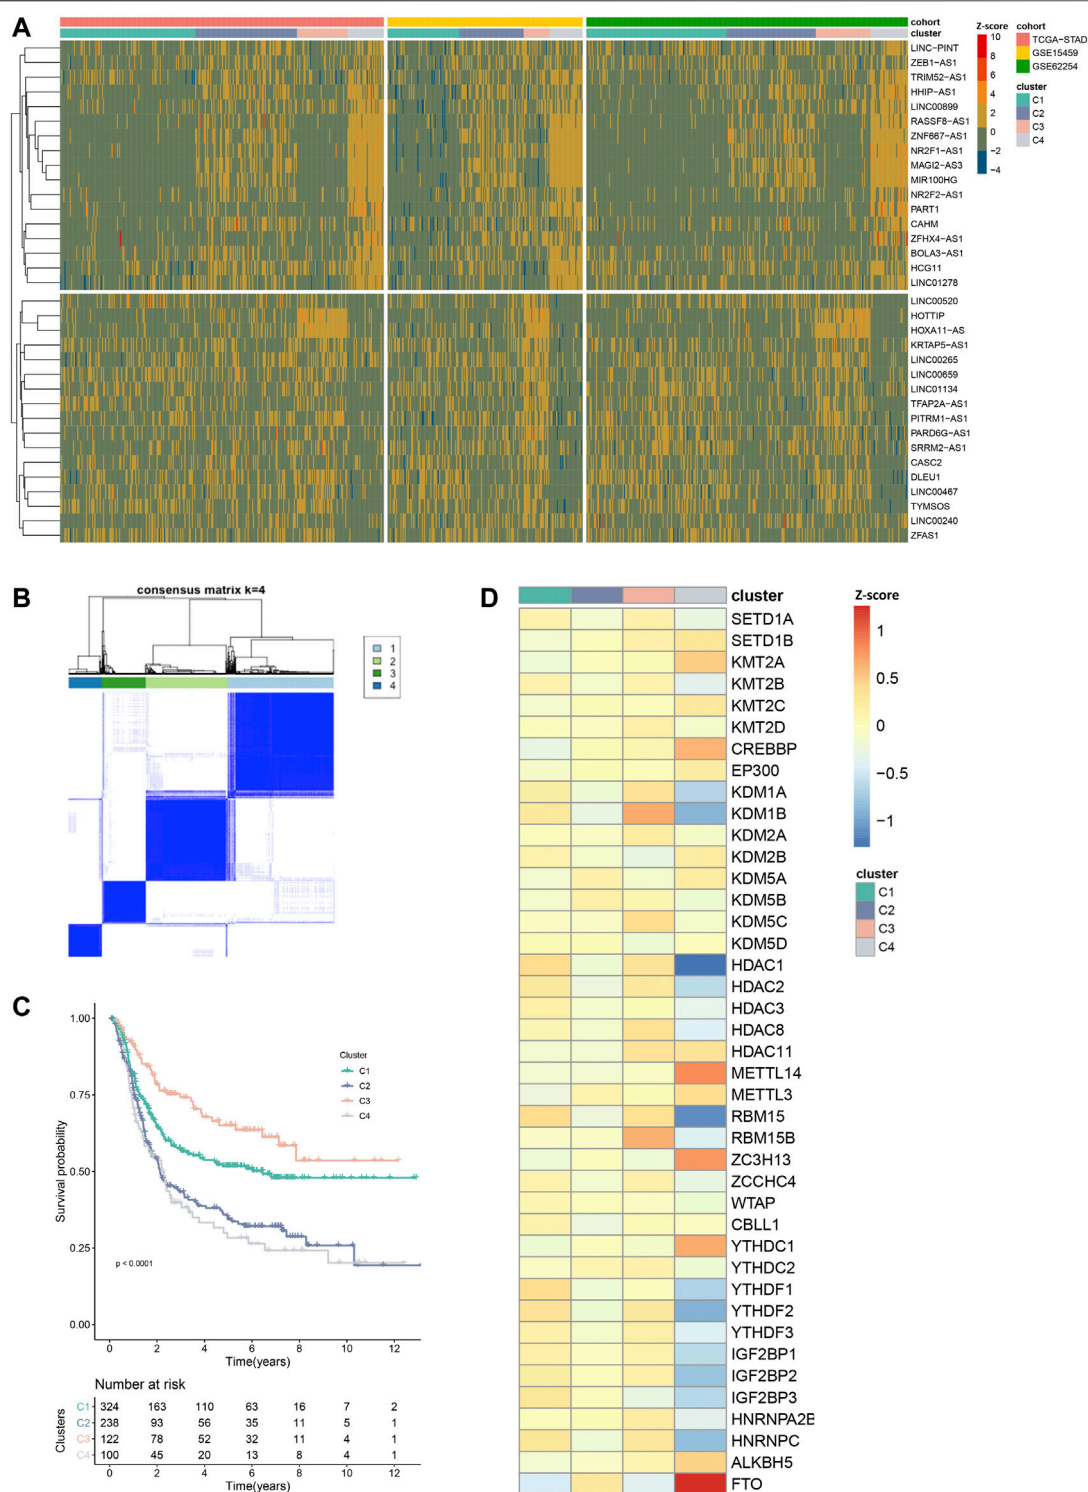 A
cohort
cluster
LINC-PINT
ZEB1-AS1
TRIM52-AS1
HHIP-AS1
LINC00899
RASSF8-AS1
ZNF667-AS1
NR2F1-AS1
MAGI2-AS3
MIR100HG
NR2F2-AS1
PART1
CAHM
ZFHX4-AS1
BOLA3-AS1
HCG11
LINC01278
LINC00520
HOTTIP
HOXA11-AS
KRTAP5-AS1
LINC00265
LINC00659
LINC01134
TFAP2A-AS1
PITRM1-AS1
PARD6G-AS1
SRRM2-AS1
CASC2
DLEU1
LINC00467
TYMSOS
LINC00240
ZFAS1
Z-score
10
8
6
4
2
0
−2
−4
cohort
TCGA-STAD
GSE15459
GSE62254
cluster
C1
C2
C3
C4
B
consensus matrix k=4
1
2
3
4
C
Survival probability
1.00
0.75
0.50
0.25
0.00
Cluster
C1
C2
C3
C4
p < 0.0001
0 2 4 6 8 10 12
Time(years)
Number at risk
Clusters
C1 324 163 110 63 16 7 2
C2 238 93 56 35 11 5 1
C3 122 78 52 32 11 4 1
C4 100 45 20 13 8 4 1
0 2 4 6 8 10 12
Time(years)
D
cluster
SETD1A
SETD1B
KMT2A
KMT2B
KMT2C
KMT2D
CREBBP
EP300
KDM1A
KDM1B
KDM2A
KDM2B
KDM5A
KDM5B
KDM5C
KDM5D
HDAC1
HDAC2
HDAC3
HDAC8
HDAC11
METTL14
METTL3
RBM15
RBM15B
ZC3H13
ZCCHC4
WTAP
CBLL1
YTHDC1
YTHDC2
YTHDF1
YTHDF2
YTHDF3
IGF2BP1
IGF2BP2
IGF2BP3
HNRNPA2B
HNRNPC
ALKBH5
FTO
Z-score
1
0.5
0
−0.5
−1
cluster
C1
C2
C3
C4